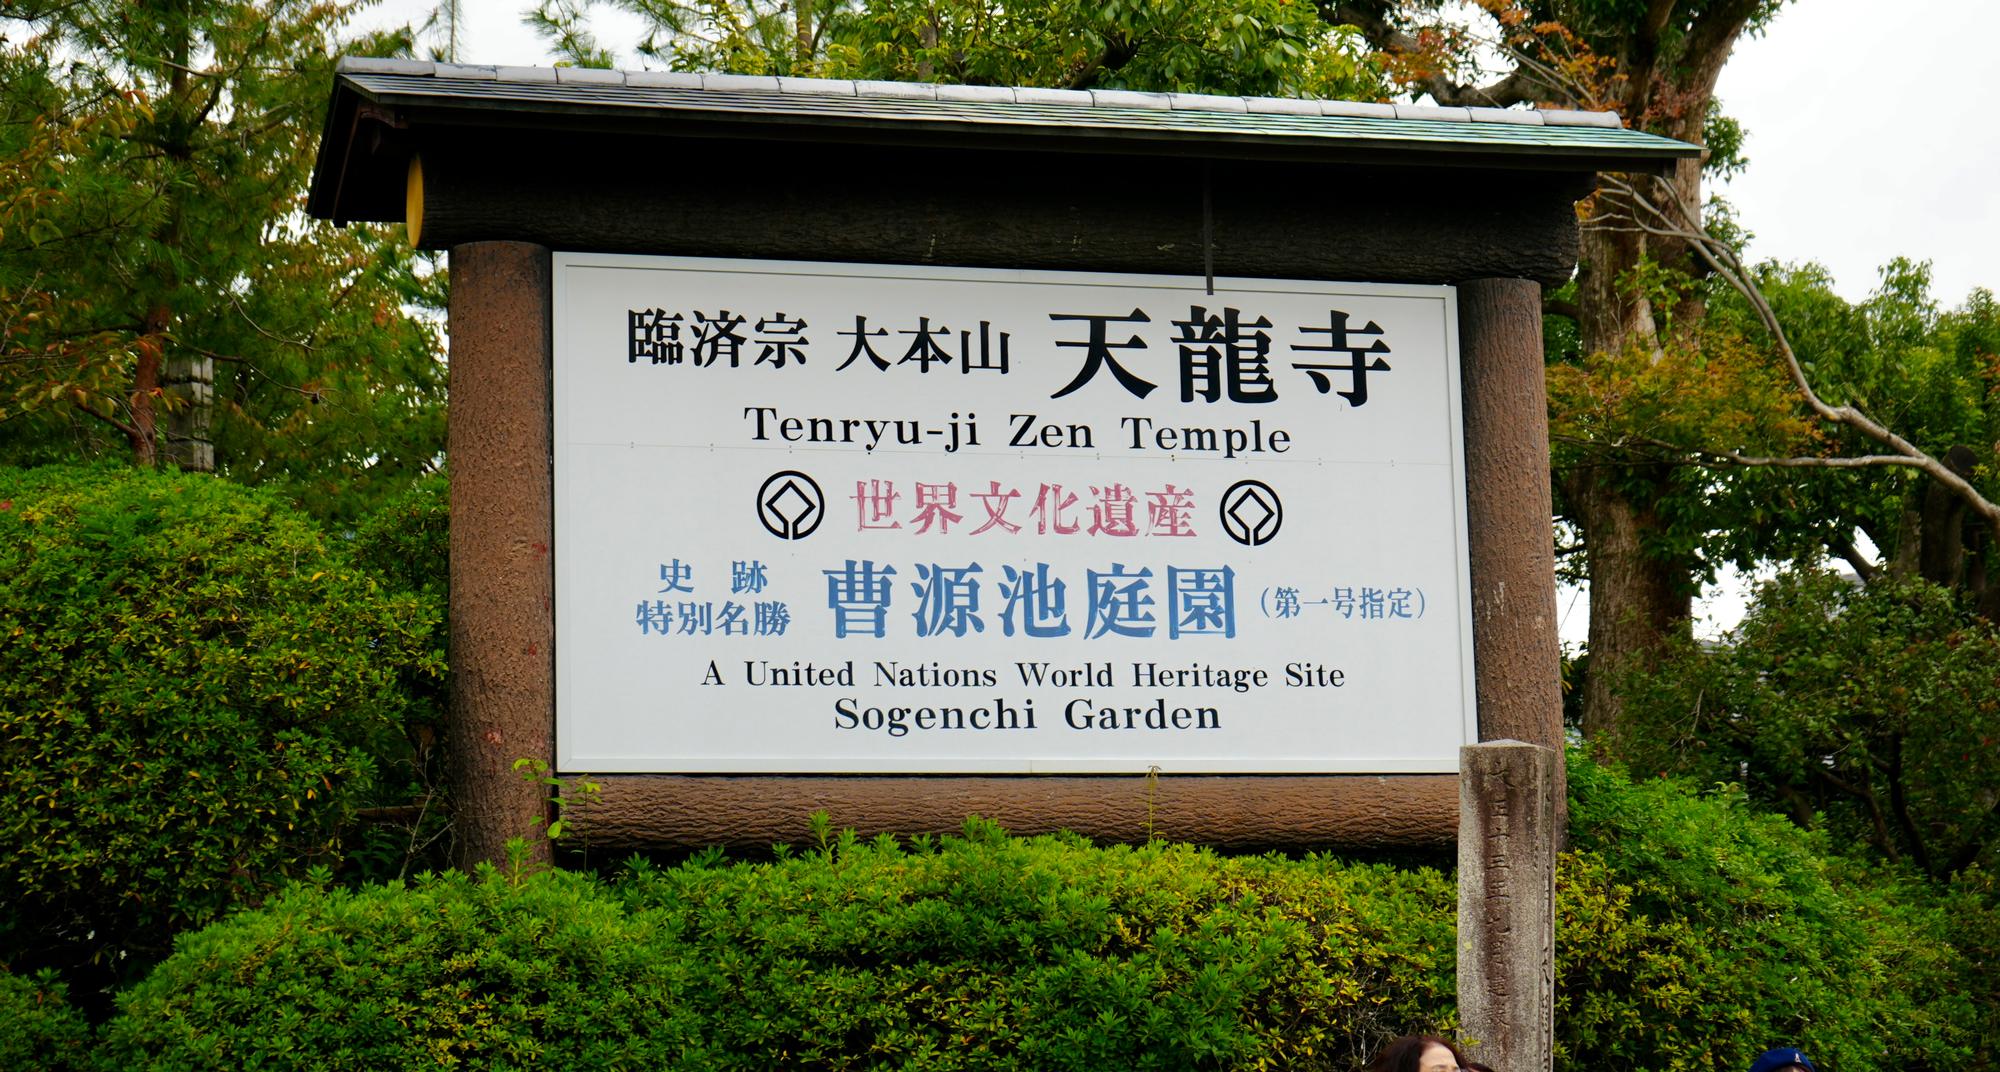 臨済宗 大本山 天龍寺
Tenryu-ji Zen Temple
世界文化遺産
史跡
特別名勝 曹源池庭園 (第一号指定)
A United Nations World Heritage Site
Sogenchi Garden